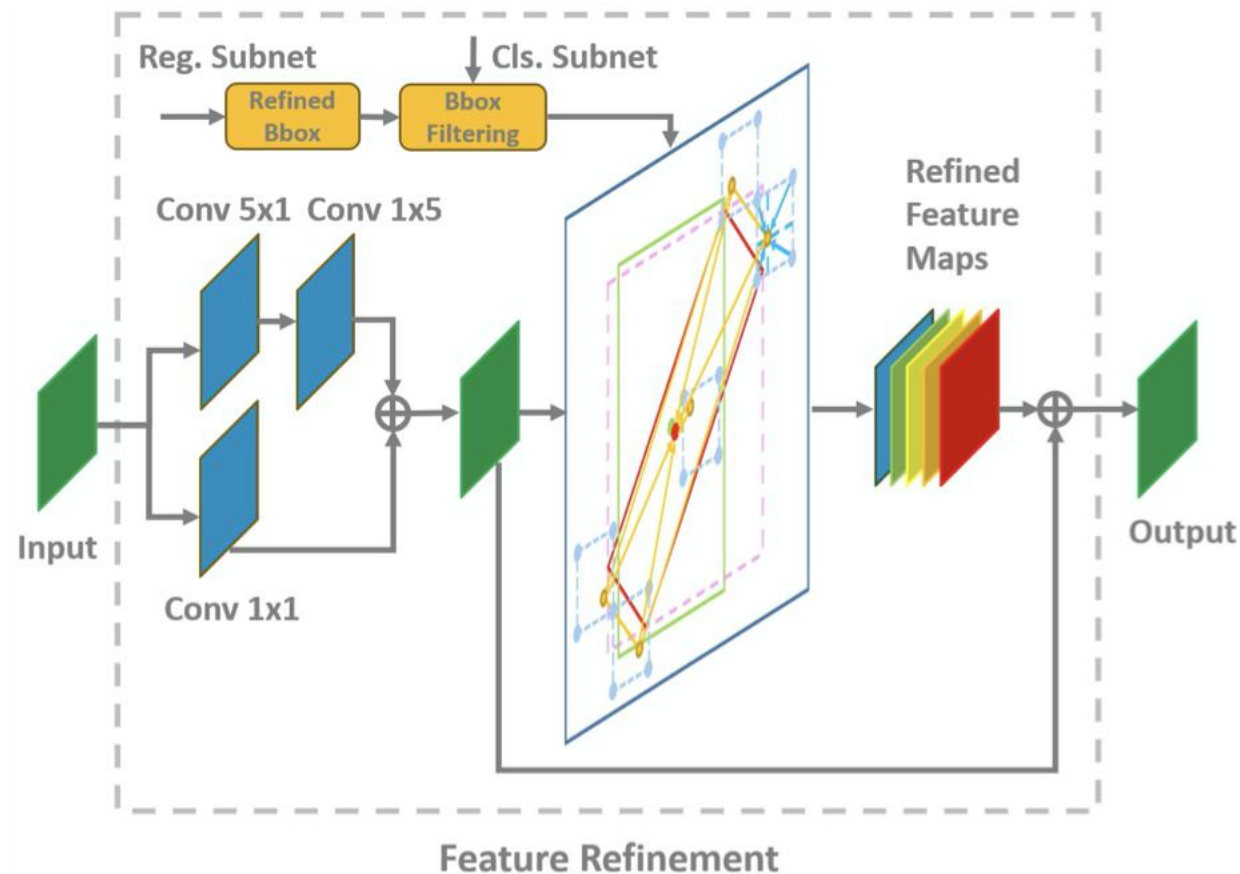 Reg. Subnet
Cls. Subnet
Refined
Bbox
Bbox
Filtering
Conv 5x1
Conv 1x5
Refined
Feature
Maps
Input
Conv 1x1
Output
Feature Refinement